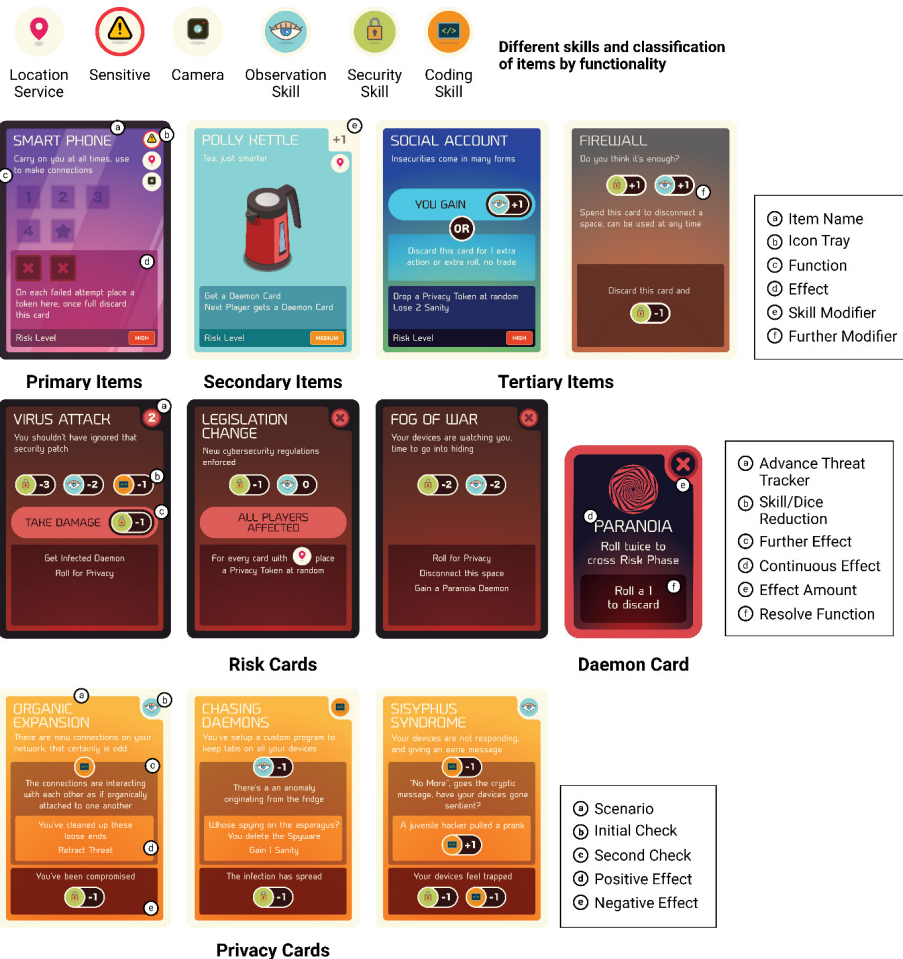 Location
Service
Sensitive
Camera
Observation
Skill
Security
Skill
Coding
Skill
Different skills and classification
of items by functionality
</>
a
SMART PHONE
b
Carry on you at all times, use
to make connections
c
1 2 3
4
d
On each failed attempt place a
token here, once full discard
this card
Risk Level HIGH
e
POLLY KETTLE +1
Tea, just smarter
Get a Daemon Card
Next Player gets a Daemon Card
Risk Level MEDIUM
SOCIAL ACCOUNT
Insecurities come in many forms
YOU GAIN +1
OR
Discard this card for 1 extra
action or extra roll, no trade
Drop a Privacy Token at random
Lose 2 Sanity
Risk Level HIGH
FIREWALL
Do you think it's enough?
+1 +1
f
Spend this card to disconnect a
space, can be used at any time
Discard this card and
-1
a Item Name
b Icon Tray
c Function
d Effect
e Skill Modifier
f Further Modifier
Primary Items
Secondary Items
Tertiary Items
a
VIRUS ATTACK 2
You shouldn't have ignored that
security patch
b
-3 -2 -1
c
TAKE DAMAGE -1
Get Infected Daemon
Roll for Privacy
LEGISLATION
CHANGE
New cybersecurity regulations
enforced
-1 0
ALL PLAYERS
AFFECTED
For every card with place
a Privacy Token at random
FOG OF WAR
Your devices are watching you,
time to go into hiding
-2 -2
Roll for Privacy
Disconnect this space
Gain a Paranoia Daemon
e
d
PARANOIA
Roll twice to
cross Risk Phase
f
Roll a 1
to discard
a Advance Threat
Tracker
b Skill/Dice
Reduction
c Further Effect
d Continuous Effect
e Effect Amount
f Resolve Function
Risk Cards
Daemon Card
a
ORGANIC
EXPANSION
b
There are new connections on your
network, that certainly is odd
c
The connections are interacting
with each other as if organically
attached to one another
You've cleaned up these
loose ends
Retract Threat
d
You've been compromised
-1
e
CHASING
DAEMONS
You've setup a custom program to
keep tabs on all your devices
-1
There's a an anomaly
originating from the fridge
Whose spying on the asparagus?
You delete the Spyware
Gain 1 Sanity
The infection has spread
-1
SISYPHUS
SYNDROME
Your devices are not responding,
and giving an eerie message
-1
"No More", goes the cryptic
message, have your devices gone
sentient?
A juvenile hacker pulled a prank
+1
Your devices feel trapped
-1 -1
a Scenario
b Initial Check
c Second Check
d Positive Effect
e Negative Effect
Privacy Cards